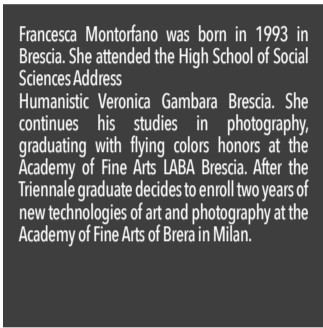 Francesca Montorfano was born in 1993 in
Brescia. She attended the High School of Social
Sciences Address
Humanistic Veronica Gambara Brescia. She
continues his studies in photography,
graduating with flying colors honors at the
Academy of Fine Arts LABA Brescia. After the
Triennale graduate decides to enroll two years of
new technologies of art and photography at the
Academy of Fine Arts of Brera in Milan.